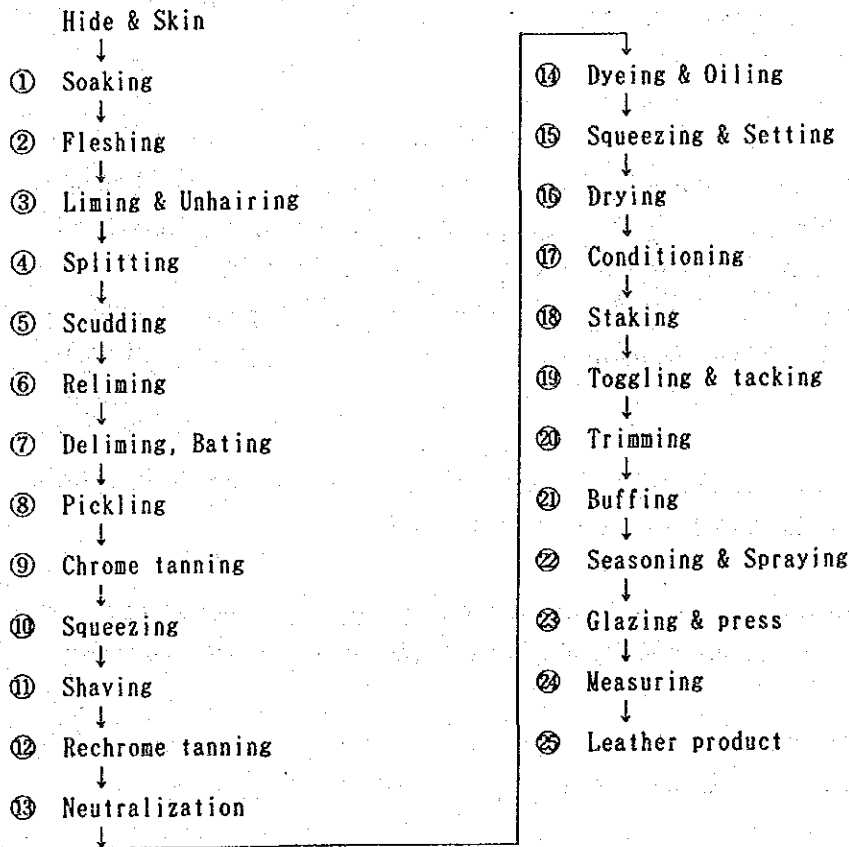 Hide & Skin
↓
① Soaking
↓
② Fleshing
↓
③ Liming & Unhairing
↓
④ Splitting
↓
⑤ Scudding
↓
⑥ Reliming
↓
⑦ Deliming, Bating
↓
⑧ Pickling
↓
⑨ Chrome tanning
↓
⑩ Squeezing
↓
⑪ Shaving
↓
⑫ Rechrome tanning
↓
⑬ Neutralization
↓
⑭ Dyeing & Oiling
↓
⑮ Squeezing & Setting
↓
⑯ Drying
↓
⑰ Conditioning
↓
⑱ Staking
↓
⑲ Toggling & tacking
↓
⑳ Trimming
↓
㉑ Buffing
↓
㉒ Seasoning & Spraying
↓
㉓ Glazing & press
↓
㉔ Measuring
↓
㉕ Leather product